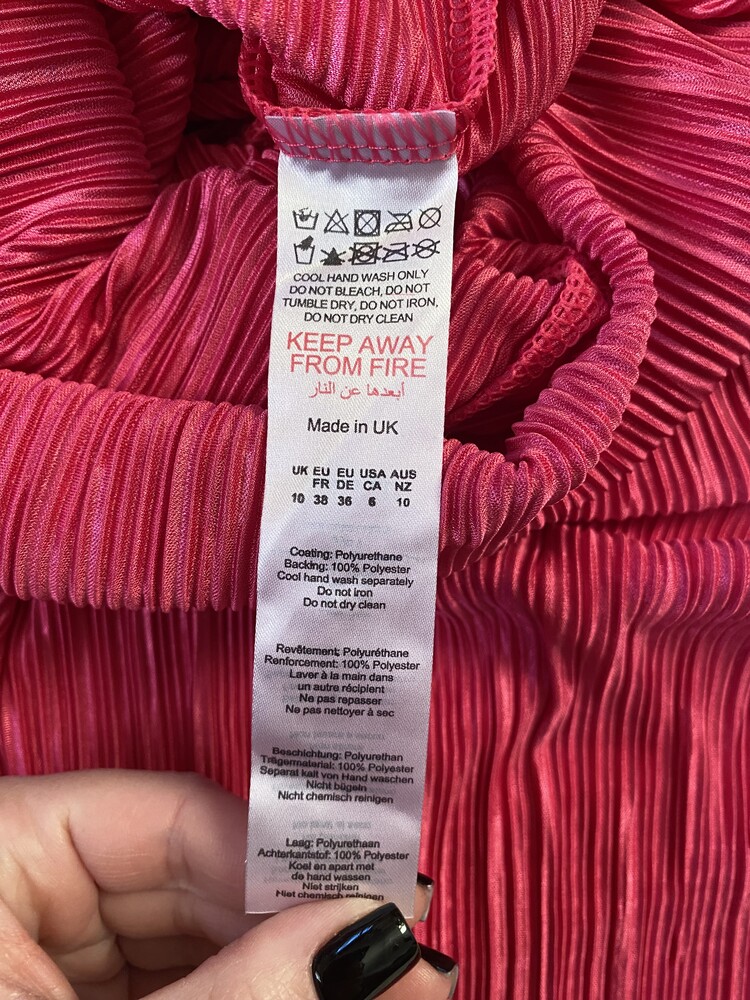 COOL HAND WASH ONLY
DO NOT BLEACH, DO NOT
TUMBLE DRY, DO NOT IRON,
DO NOT DRY CLEAN
KEEP AWAY
FROM FIRE
أبعدها عن النار
Made in UK
UK EU EU USA AUS
FR DE CA NZ
10 38 36 6 10
Coating: Polyurethane
Backing: 100% Polyester
Cool hand wash separately
Do not iron
Do not dry clean
Revêtement: Polyuréthane
Renforcement: 100% Polyester
Laver à la main dans
un autre récipient
Ne pas repasser
Ne pas nettoyer à sec
Beschichtung: Polyurethan
Trägermaterial: 100% Polyester
Separat kalt von Hand waschen
Nicht bügeln
Nicht chemisch reinigen
Laag: Polyurethaan
Achterkantstof: 100% Polyester
Koel en apart met
de hand wassen
Niet strijken
Niet chemisch reinigen